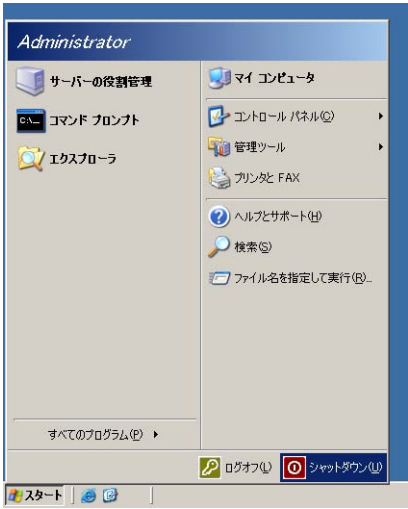 Administrator
サーバーの役割管理
コマンド プロンプト
エクスプローラ
マイ コンピュータ
コントロール パネル(C)
管理ツール
プリンタと FAX
ヘルプとサポート(H)
検索(S)
ファイル名を指定して実行(R)...
すべてのプログラム(P)
ログオフ(L)
シャットダウン(U)
スタート